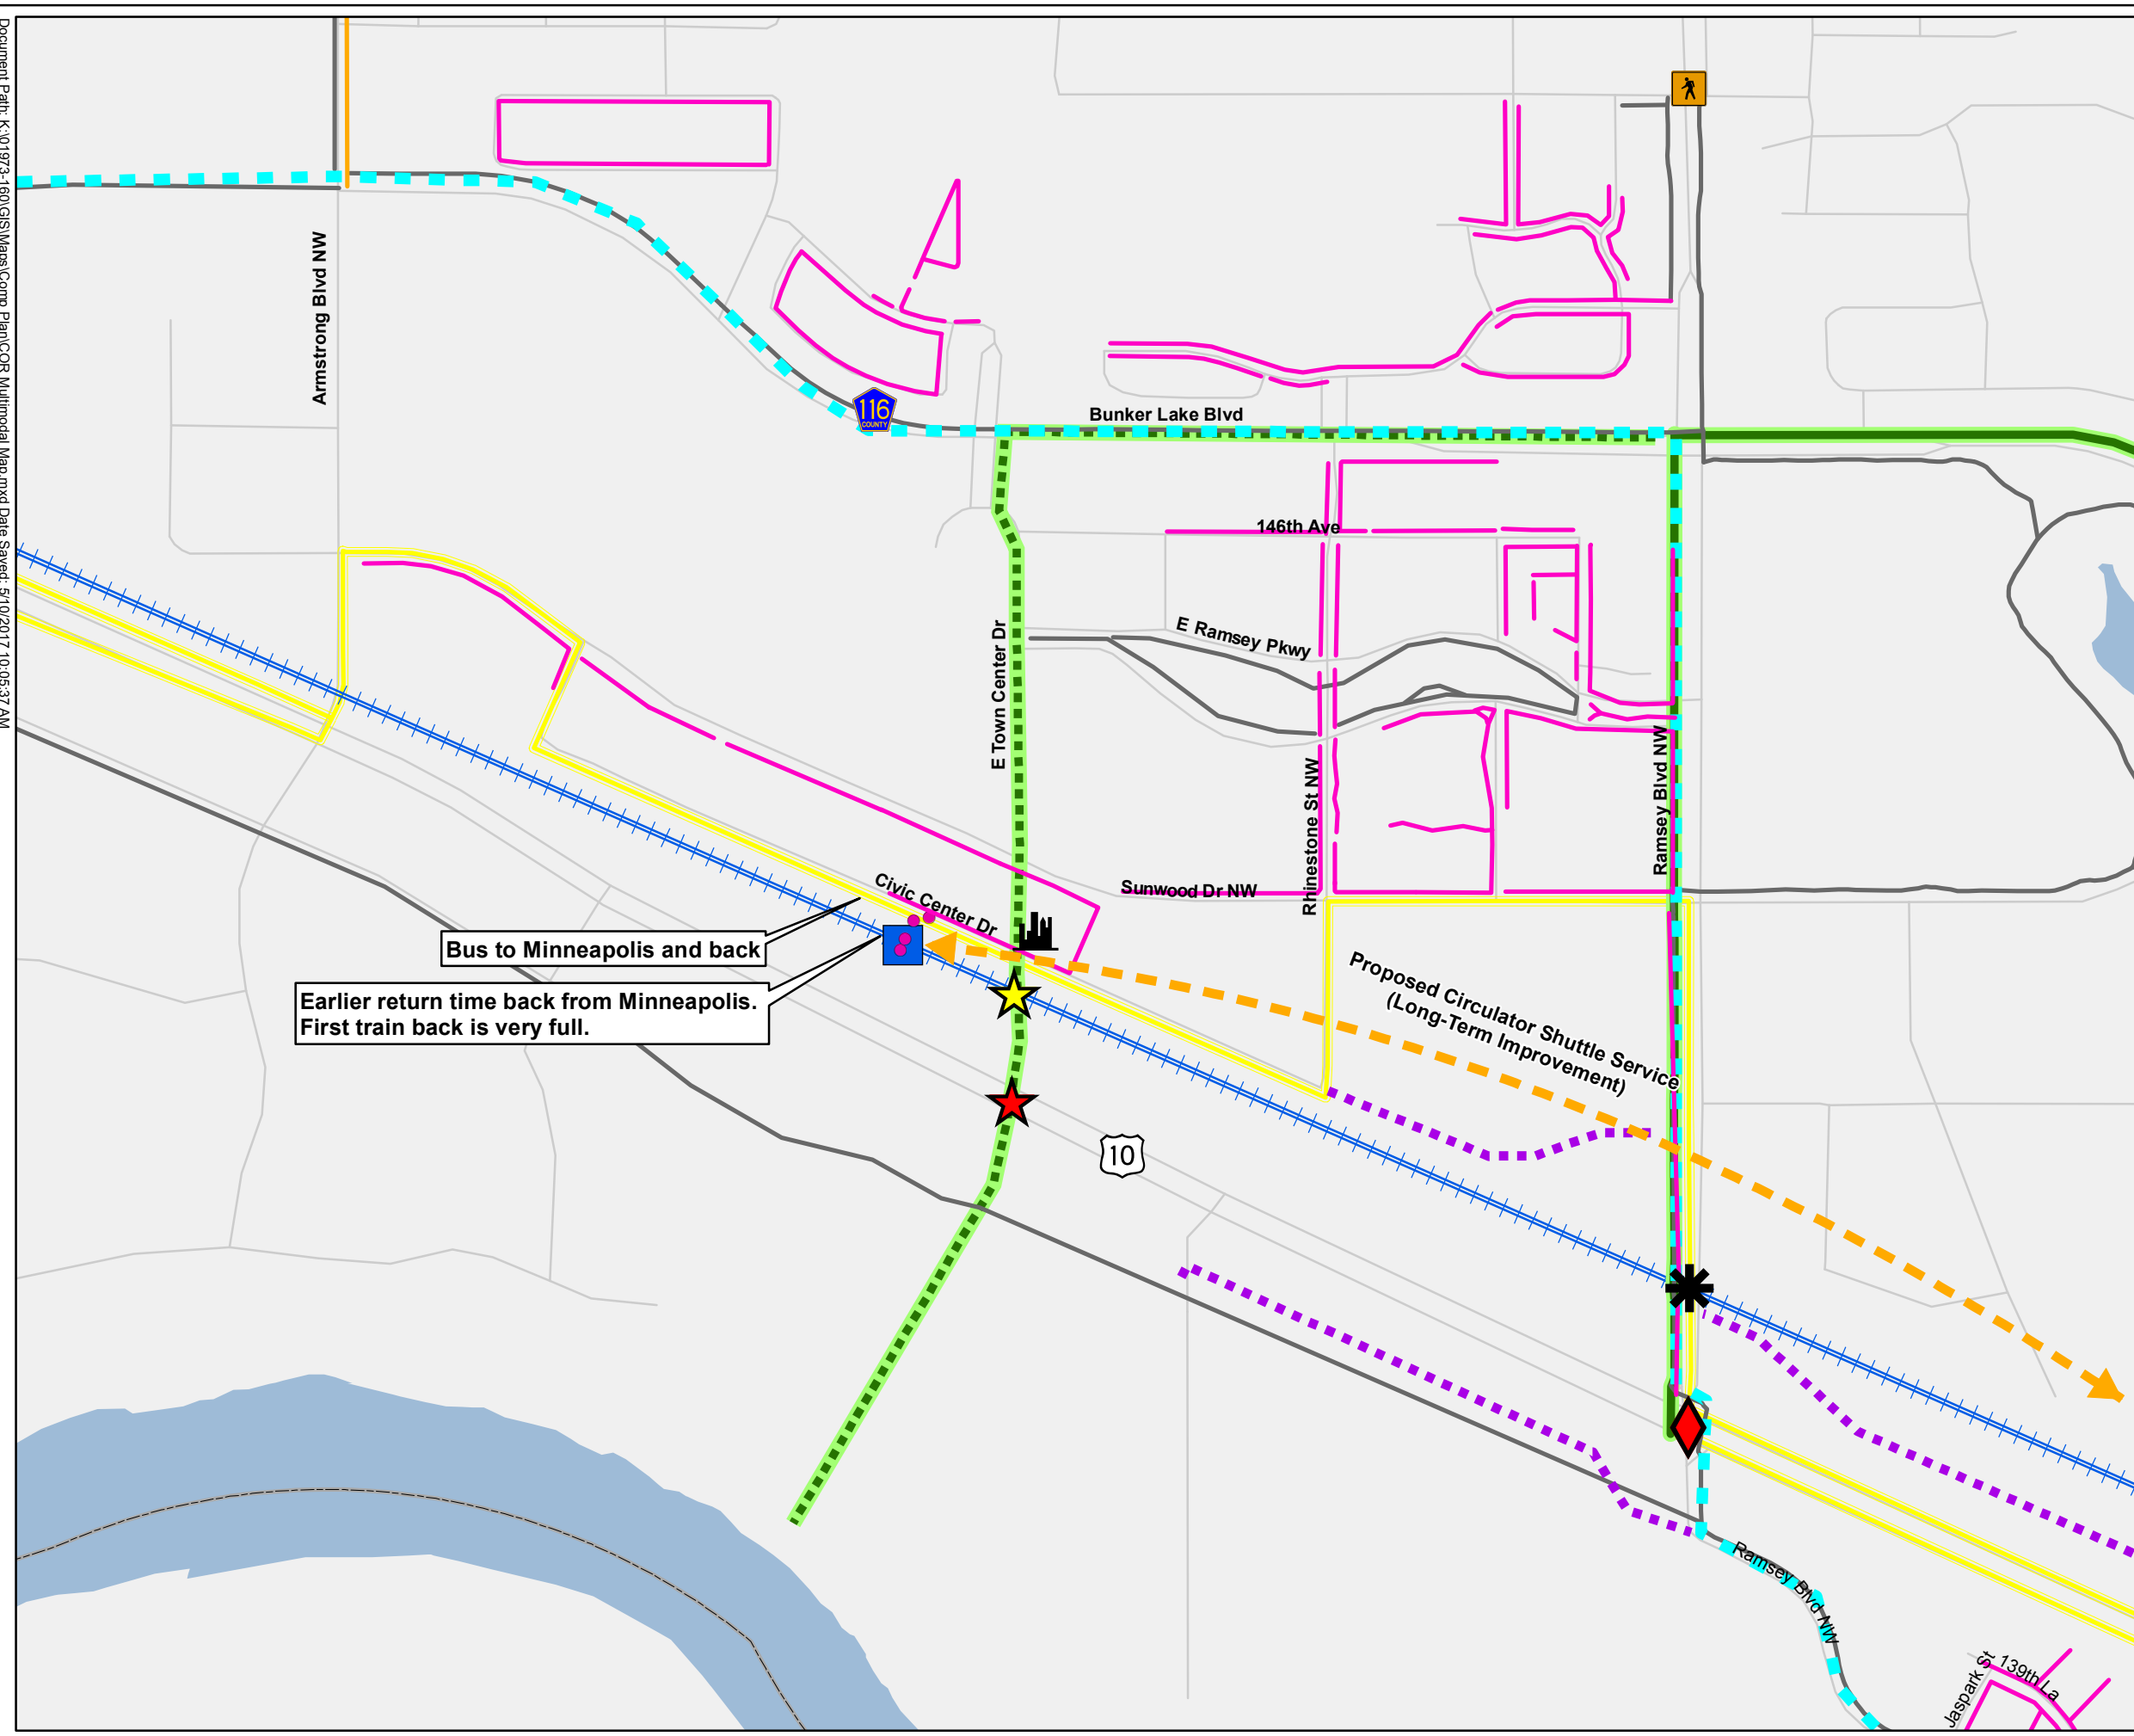 Document Path: K:\01973-160\GIS\Maps\Comp Plan\COR Multimodal Map.mxd Date Saved: 5/10/2017 10:05:37 AM
Armstrong Blvd NW
116
COUNTY
Bunker Lake Blvd
146th Ave
E Ramsey Pkwy
E Town Center Dr
Rhinestone St NW
Ramsey Blvd NW
Sunwood Dr NW
Civic Center Dr
Bus to Minneapolis and back
Earlier return time back from Minneapolis.
First train back is very full.
Proposed Circulator Shuttle Service
(Long-Term Improvement)
10
Ramsey Blvd NW
Jaspark St
139th La